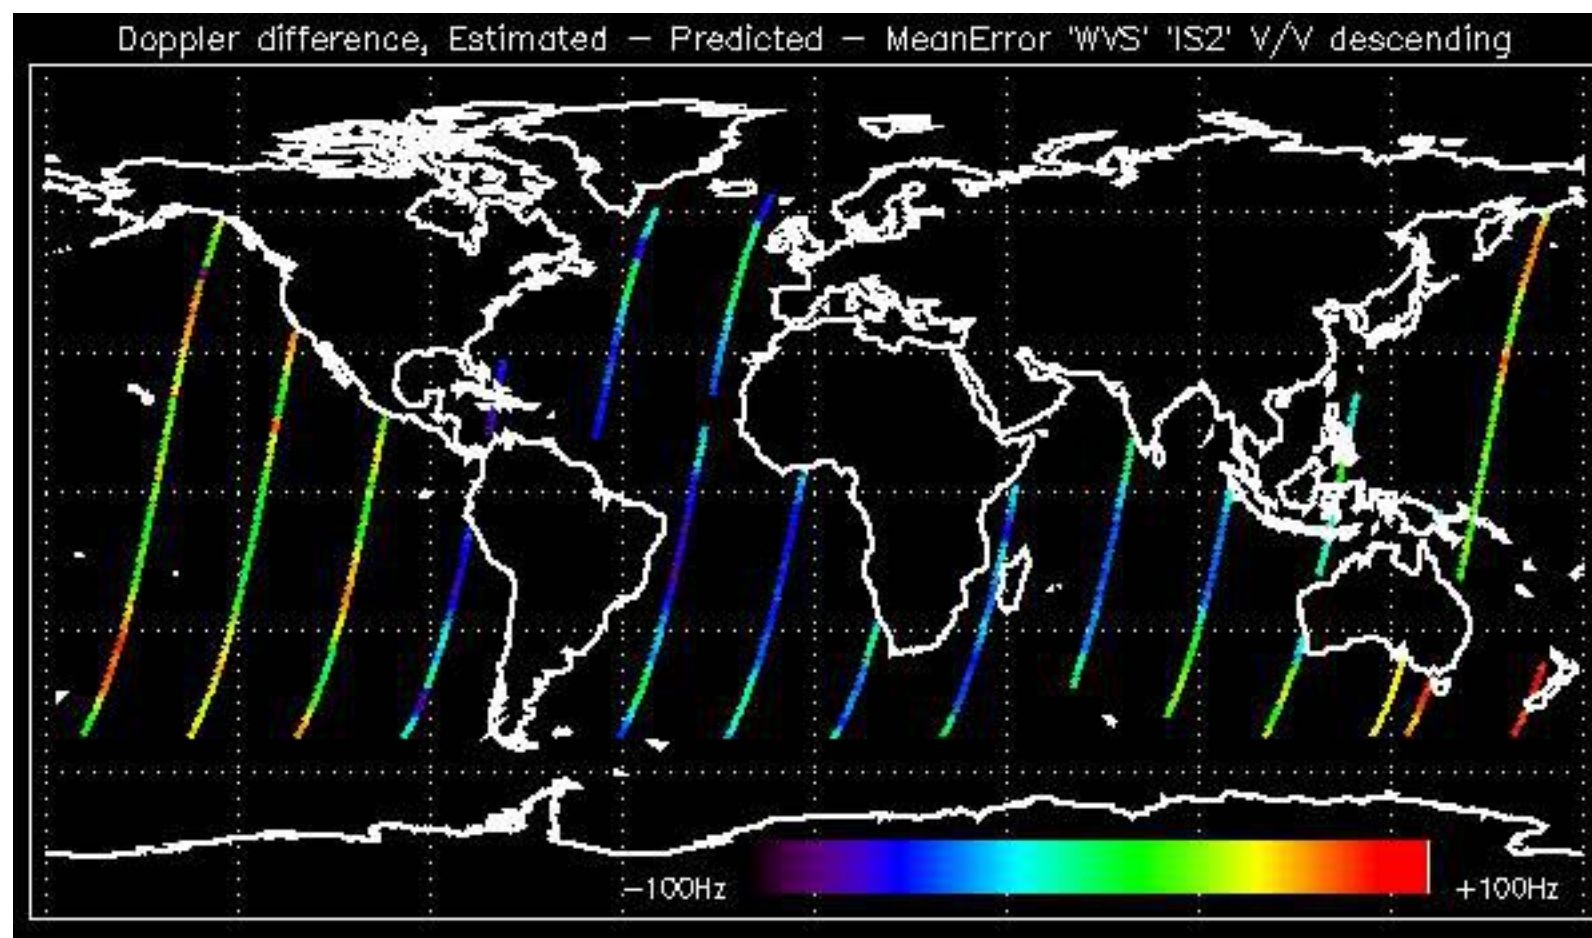 Doppler difference, Estimated – Predicted – MeanError 'WVS' 'IS2' V/V descending
–100Hz +100Hz